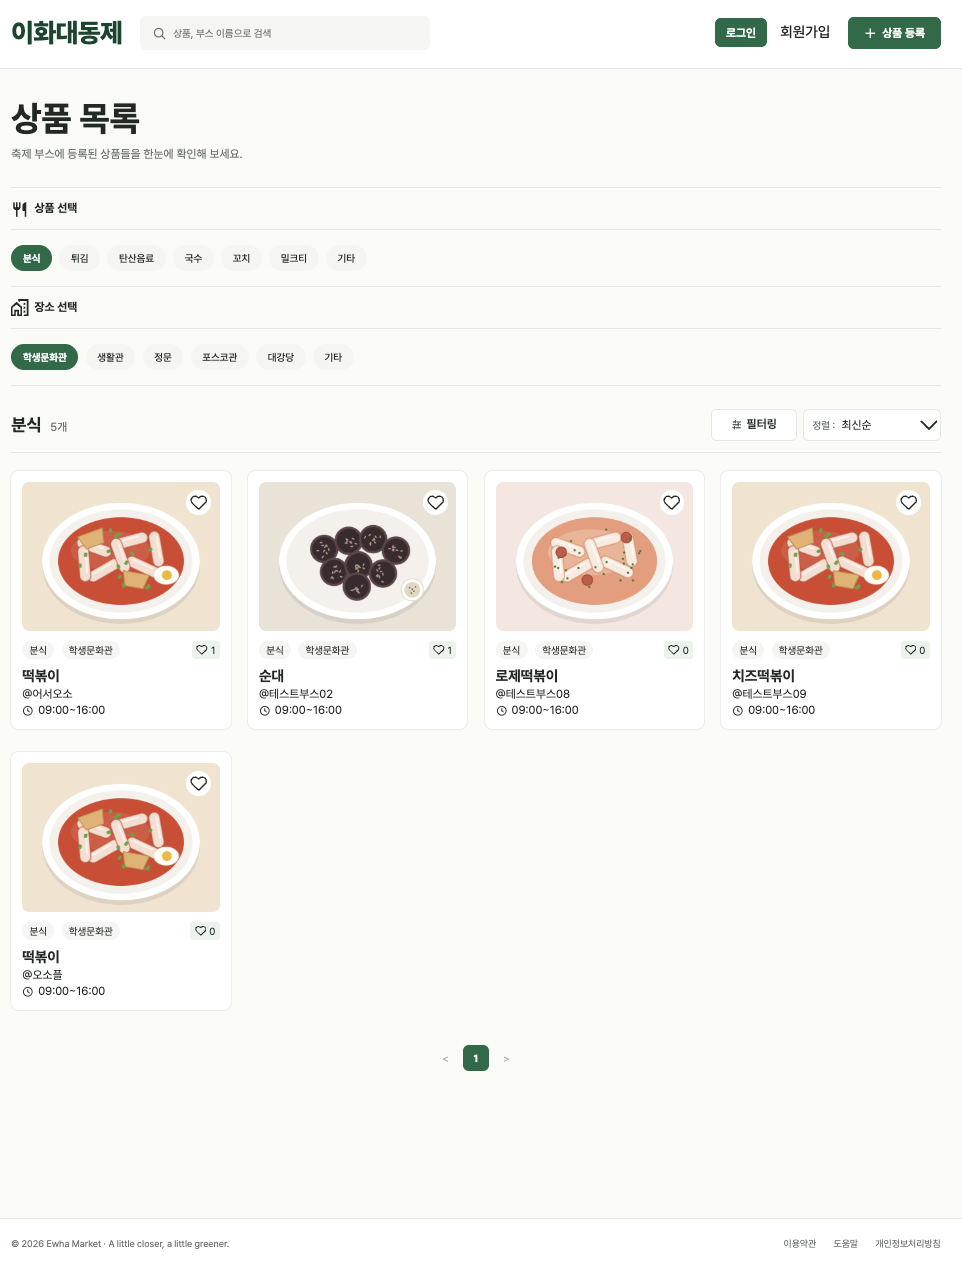 이화대동제
상품, 부스 이름으로 검색
로그인 회원가입 + 상품 등록
상품 목록
축제 부스에 등록된 상품들을 한눈에 확인해 보세요.
상품 선택
분식 튀김 탄산음료 국수 꼬치 밀크티 기타
장소 선택
학생문화관 생활관 정문 포스코관 대강당 기타
분식 5개
필터링 정렬 : 최신순
분식 학생문화관 1
떡볶이
@어서오소
09:00~16:00
분식 학생문화관 1
순대
@테스트부스02
09:00~16:00
분식 학생문화관 0
로제떡볶이
@테스트부스08
09:00~16:00
분식 학생문화관 0
치즈떡볶이
@테스트부스09
09:00~16:00
분식 학생문화관 0
떡볶이
@오소플
09:00~16:00
< 1 >
© 2026 Ewha Market · A little closer, a little greener.
이용약관 도움말 개인정보처리방침